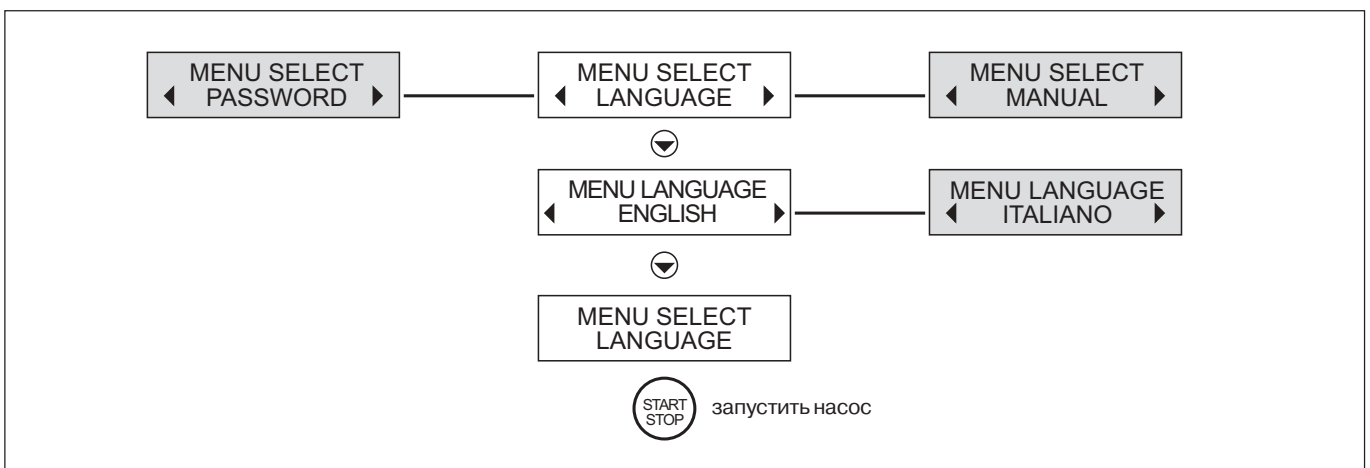 MENU SELECT
PASSWORD
MENU SELECT
LANGUAGE
MENU SELECT
MANUAL
MENU LANGUAGE
ENGLISH
MENU LANGUAGE
ITALIANO
MENU SELECT
LANGUAGE
START
STOP
запустить насос